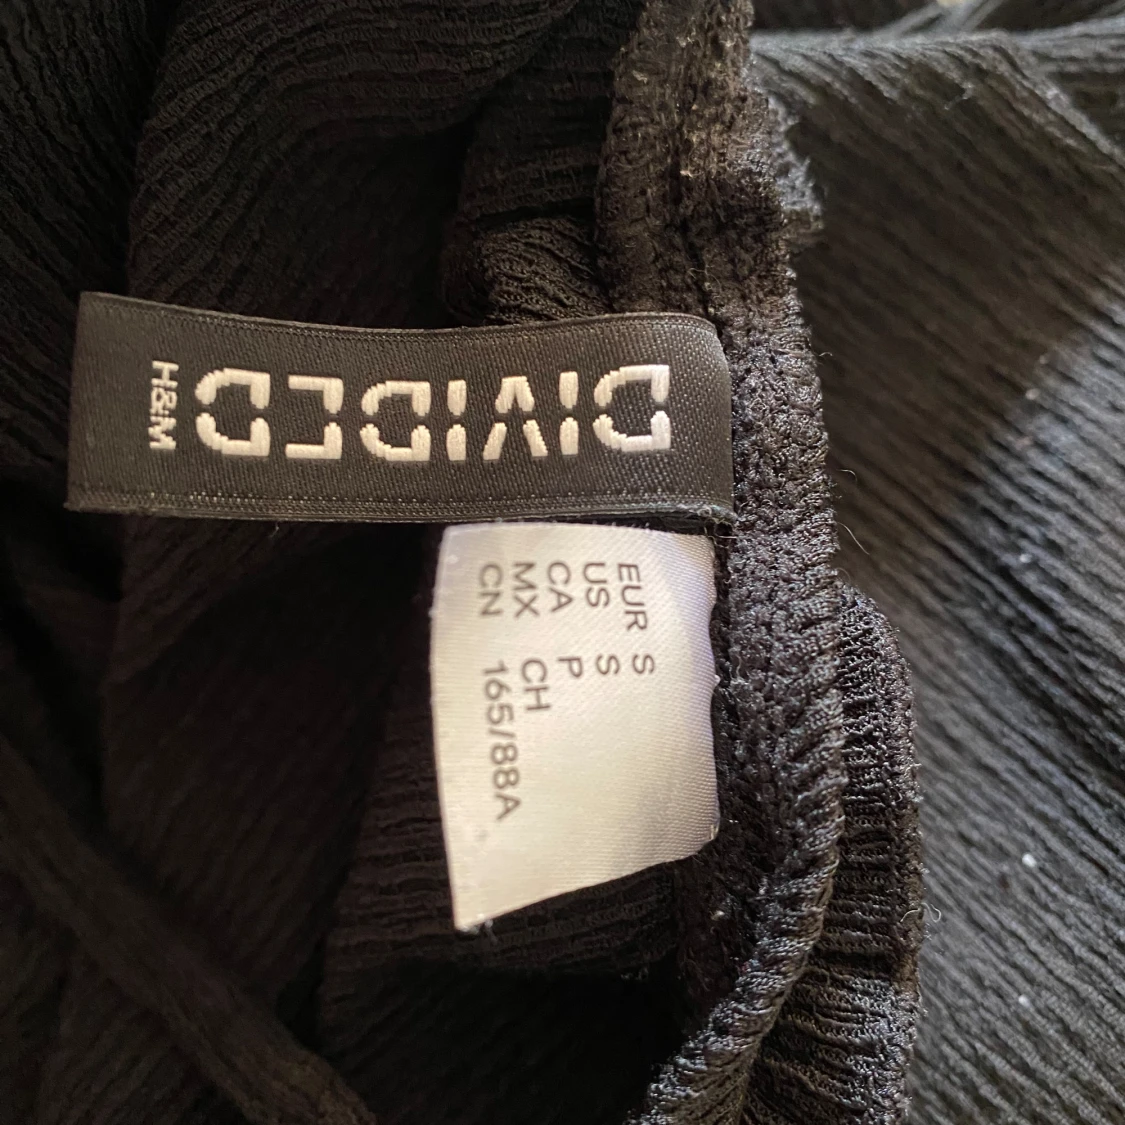 DIVIDED
H&M
EUR S
US S
CA P
MX CH
CN 165/88A